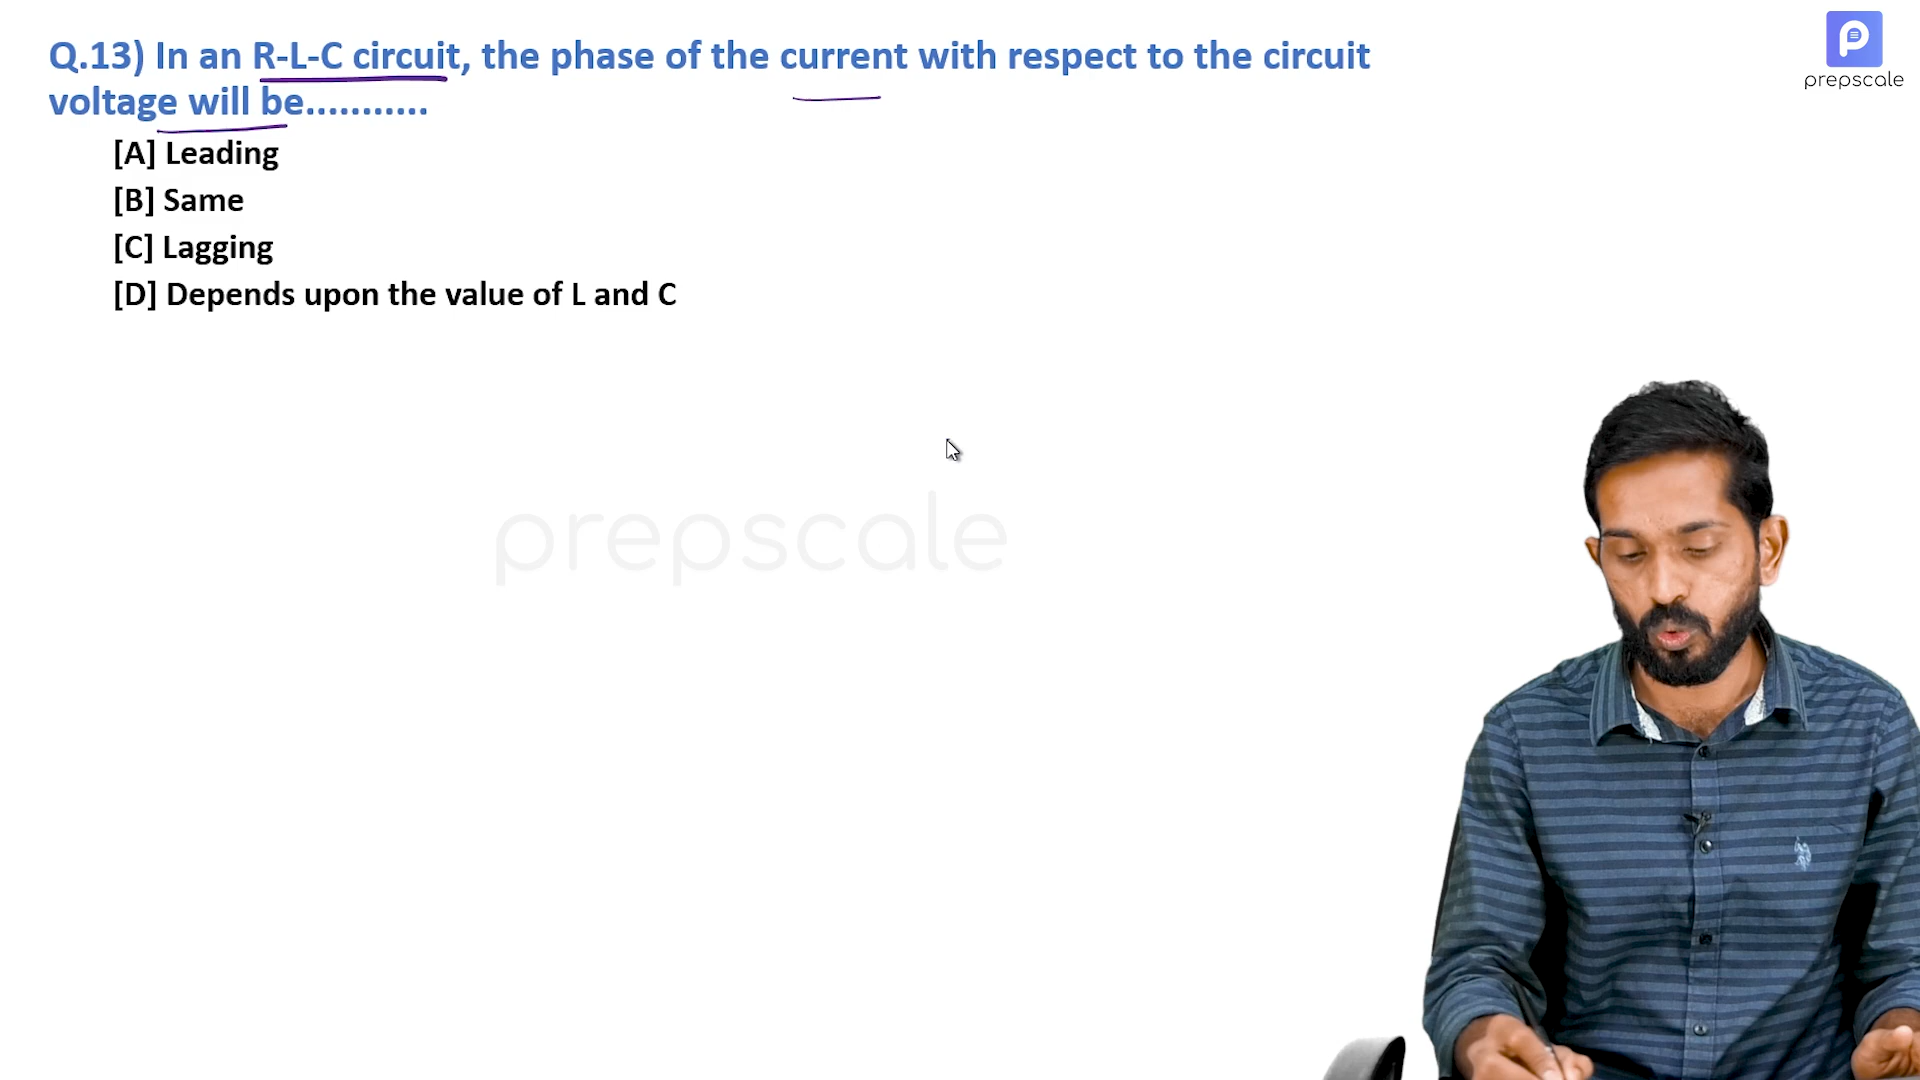 Q.13) In an R-L-C circuit, the phase of the current with respect to the circuit
voltage will be...........
[A] Leading
[B] Same
[C] Lagging
[D] Depends upon the value of L and C
prepscale
prepscale